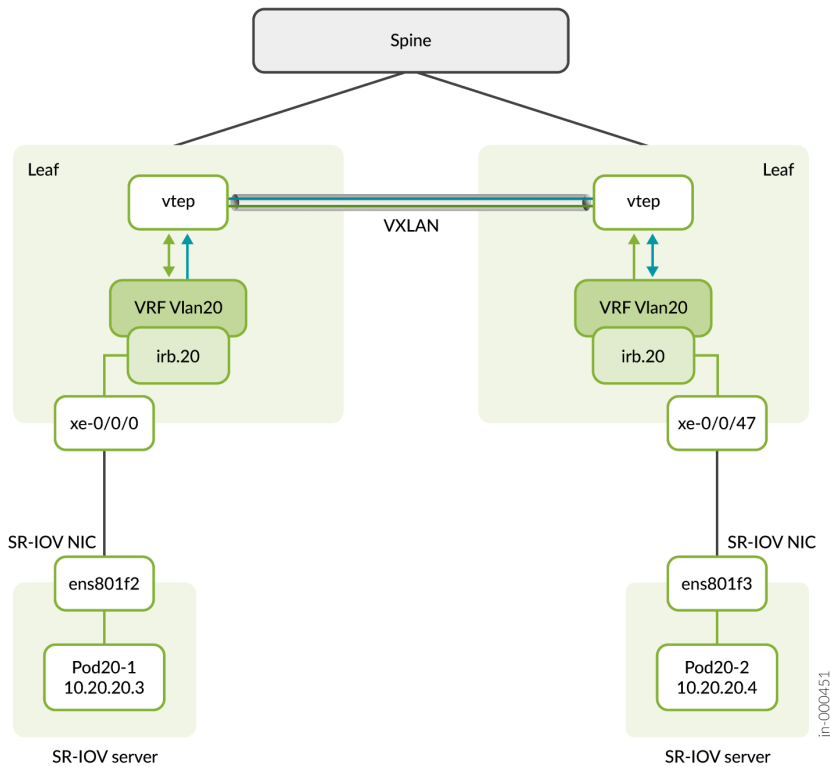 Spine
Leaf
Leaf
vtep
vtep
VXLAN
VRF Vlan20
VRF Vlan20
irb.20
irb.20
xe-0/0/0
xe-0/0/47
SR-IOV NIC
SR-IOV NIC
ens801f2
ens801f3
Pod20-1
10.20.20.3
Pod20-2
10.20.20.4
SR-IOV server
SR-IOV server
in-000451